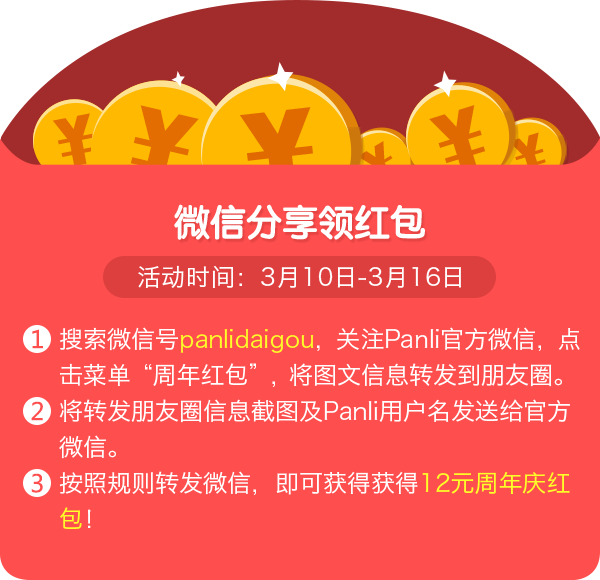 微信分享领红包
活动时间：3月10日-3月16日
1 搜索微信号panlidaigou，关注Panli官方微信，点
击菜单“周年红包”, 将图文信息转发到朋友圈。
2 将转发朋友圈信息截图及Panli用户名发送给官方
微信。
3 按照规则转发微信，即可获得获得12元周年庆红
包！